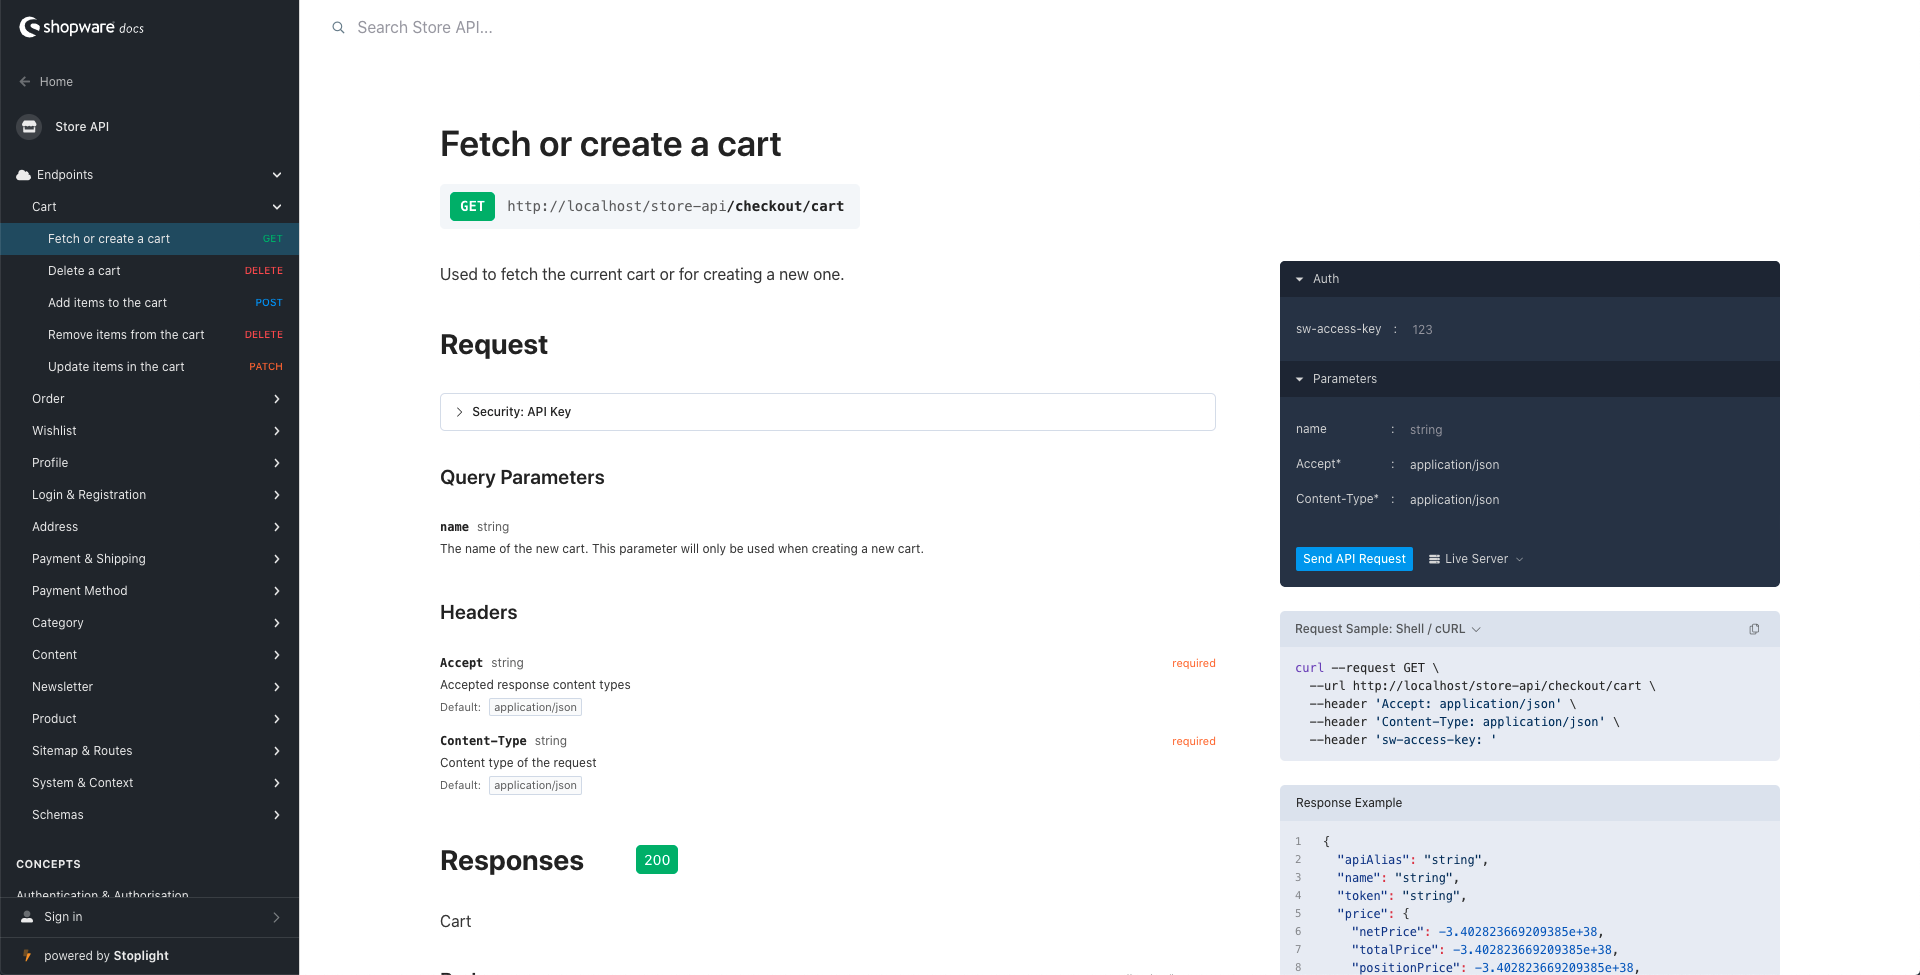 shopware docs
Home
Store API
Endpoints
Cart
Fetch or create a cart GET
Delete a cart DELETE
Add items to the cart POST
Remove items from the cart DELETE
Update items in the cart PATCH
Order
Wishlist
Profile
Login & Registration
Address
Payment & Shipping
Payment Method
Category
Content
Newsletter
Product
Sitemap & Routes
System & Context
Schemas
CONCEPTS
Authentication & Authorisation
Sign in
powered by Stoplight
Search Store API...
Fetch or create a cart
GET http://localhost/store-api/checkout/cart
Used to fetch the current cart or for creating a new one.
Request
Security: API Key
Query Parameters
name string
The name of the new cart. This parameter will only be used when creating a new cart.
Headers
Accept string required
Accepted response content types
Default: application/json
Content-Type string required
Content type of the request
Default: application/json
Responses 200
Cart
Auth
sw-access-key : 123
Parameters
name : string
Accept* : application/json
Content-Type* : application/json
Send API Request Live Server
Request Sample: Shell / cURL
curl --request GET \
--url http://localhost/store-api/checkout/cart \
--header 'Accept: application/json' \
--header 'Content-Type: application/json' \
--header 'sw-access-key: '
Response Example
1 {
2 "apiAlias": "string",
3 "name": "string",
4 "token": "string",
5 "price": {
6 "netPrice": -3.402823669209385e+38,
7 "totalPrice": -3.402823669209385e+38,
8 "positionPrice": -3.402823669209385e+38,